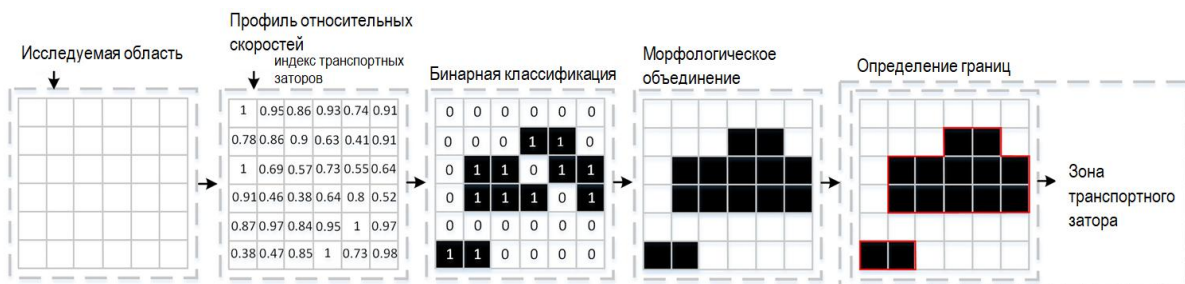 Исследуемая область
Профиль относительных
скоростей
индекс транспортных
заторов
Бинарная классификация
Морфологическое
объединение
Определение границ
1 0.95 0.86 0.93 0.74 0.91
0.78 0.86 0.9 0.63 0.41 0.91
1 0.69 0.57 0.73 0.55 0.64
0.91 0.46 0.38 0.64 0.8 0.52
0.87 0.97 0.84 0.95 1 0.97
0.38 0.47 0.85 1 0.73 0.98
0 0 0 0 0 0
0 0 0 1 1 0
0 1 1 0 1 1
0 1 1 1 0 1
0 0 0 0 0 0
1 1 0 0 0 0
Зона
транспортного
затора